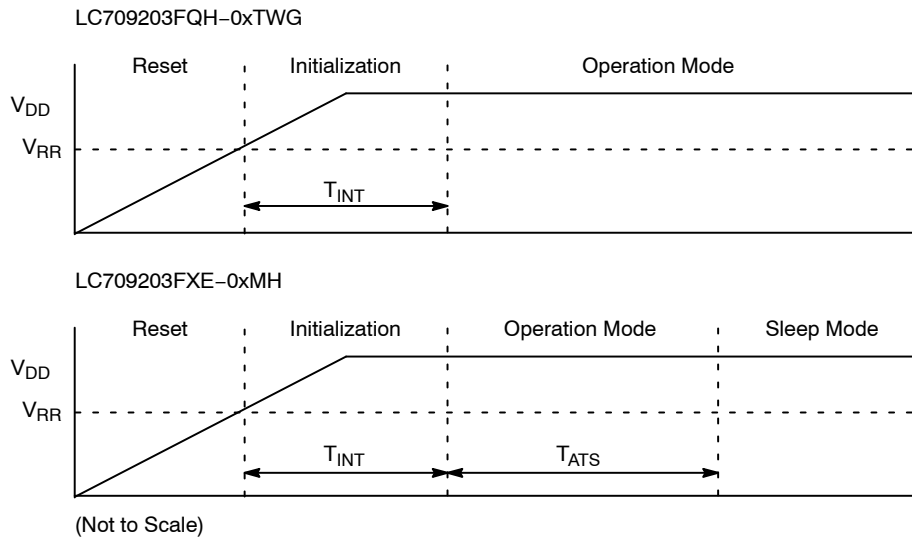 LC709203FQH−0xTWG
Reset Initialization Operation Mode
VDD
VRR
TINT
LC709203FXE−0xMH
Reset Initialization Operation Mode Sleep Mode
VDD
VRR
TINT TATS
(Not to Scale)